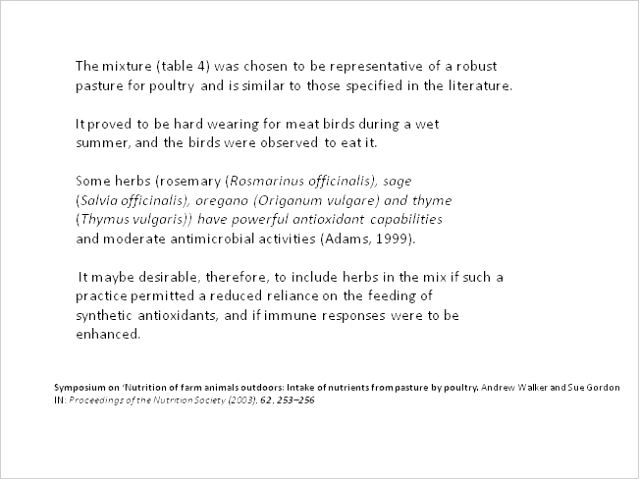 The mixture (table 4) was chosen to be representative of a robust
pasture for poultry and is similar to those specified in the literature.
It proved to be hard wearing for meat birds during a wet
summer, and the birds were observed to eat it.
Some herbs (rosemary (Rosmarinus officinalis), sage
(Salvia officinalis), oregano (Origanum vulgare) and thyme
(Thymus vulgaris)) have powerful antioxidant capabilities
and moderate antimicrobial activities (Adams, 1999).
It maybe desirable, therefore, to include herbs in the mix if such a
practice permitted a reduced reliance on the feeding of
synthetic antioxidants, and if immune responses were to be
enhanced.
Symposium on ‘Nutrition of farm animals outdoors: Intake of nutrients from pasture by poultry. Andrew Walker and Sue Gordon
IN: Proceedings of the Nutrition Society (2003), 62, 253–256